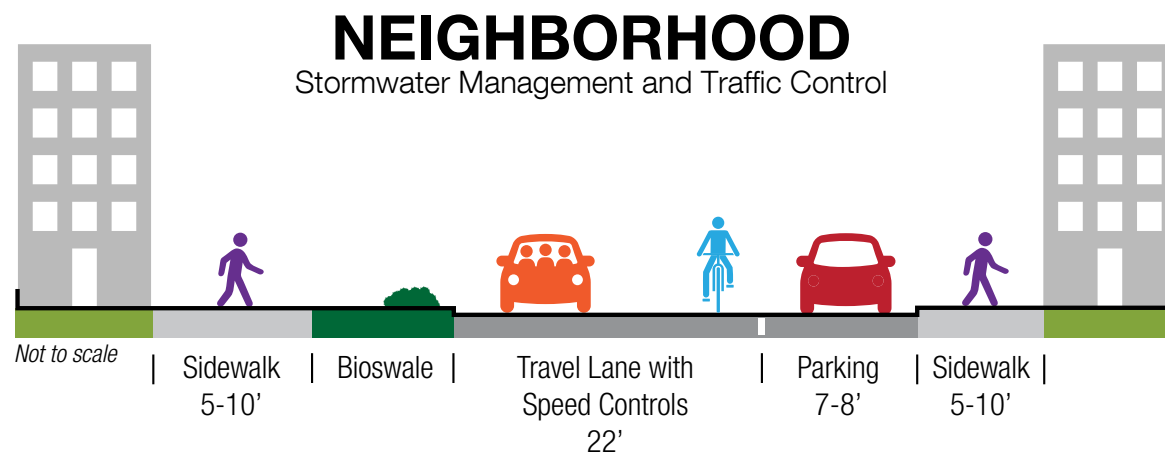 NEIGHBORHOOD
Stormwater Management and Traffic Control
Not to scale
Sidewalk
5-10’
Bioswale
Travel Lane with
Speed Controls
22’
Parking
7-8’
Sidewalk
5-10’